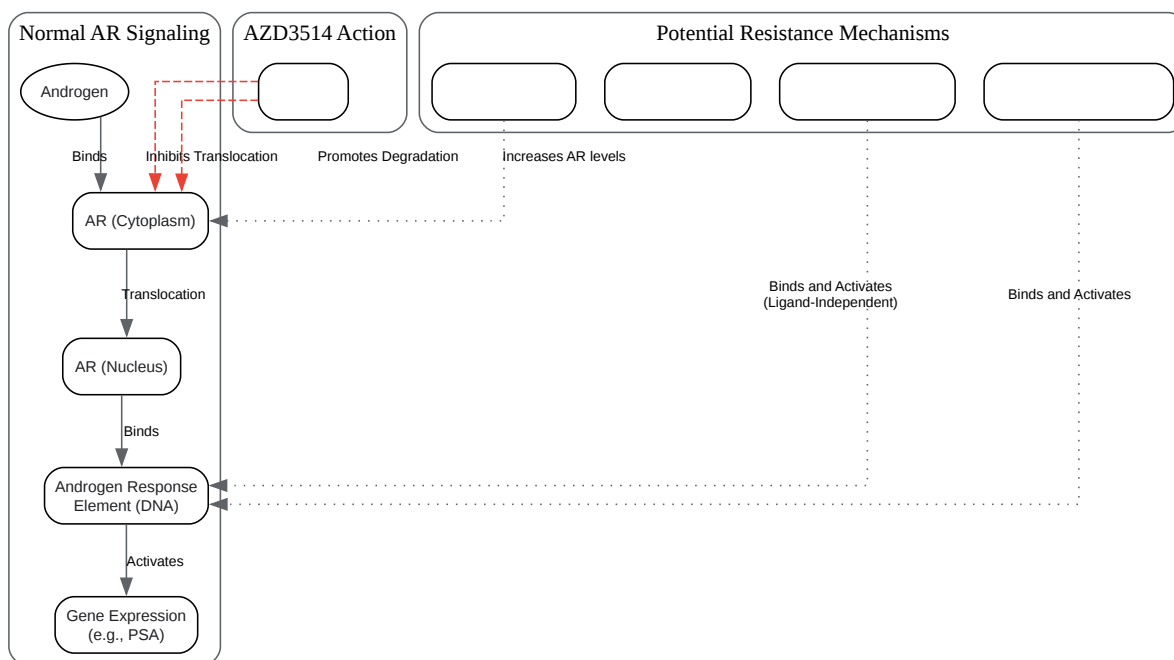 Normal AR Signaling
AZD3514 Action
Potential Resistance Mechanisms
Androgen
Binds
Inhibits Translocation
Promotes Degradation
Increases AR levels
AR (Cytoplasm)
Translocation
Binds and Activates
(Ligand-Independent)
Binds and Activates
AR (Nucleus)
Binds
Androgen Response
Element (DNA)
Activates
Gene Expression
(e.g., PSA)